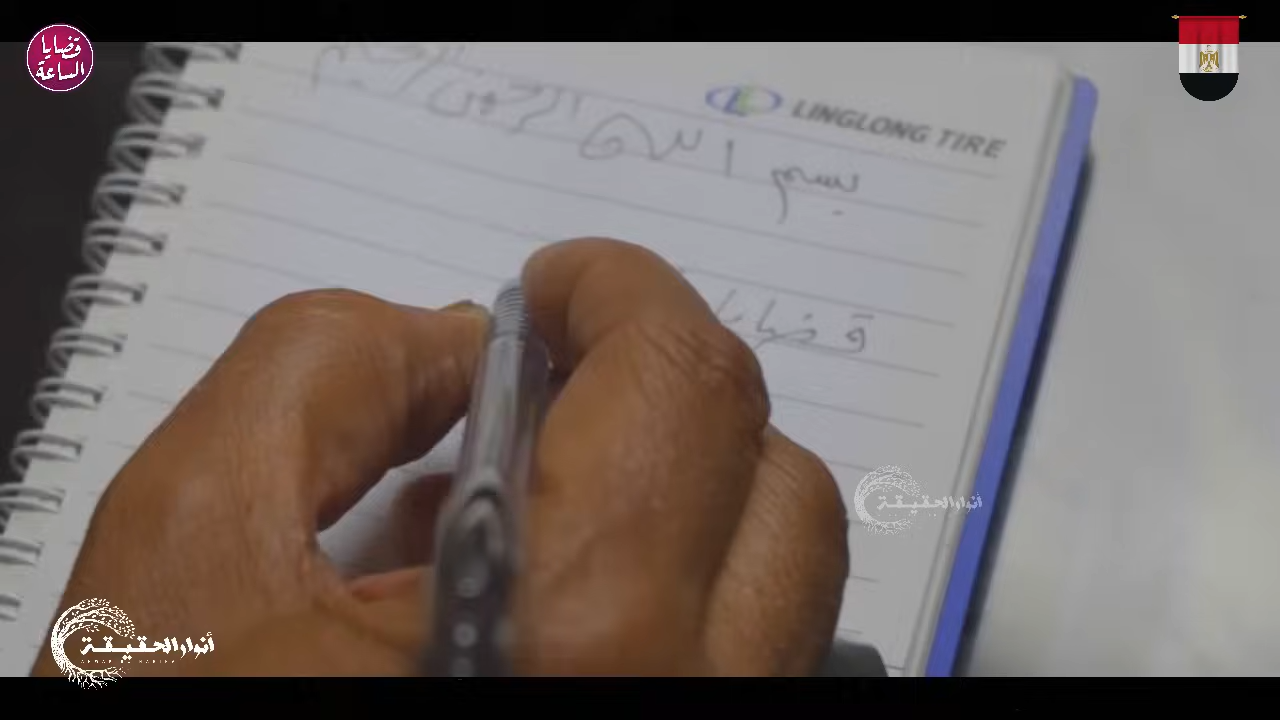 قضايا
الساعة
LINGLONG TIRE
بسم الله الرحمن الرحيم
قضايا
أنوار الحقيقة
أنوار الحقيقة